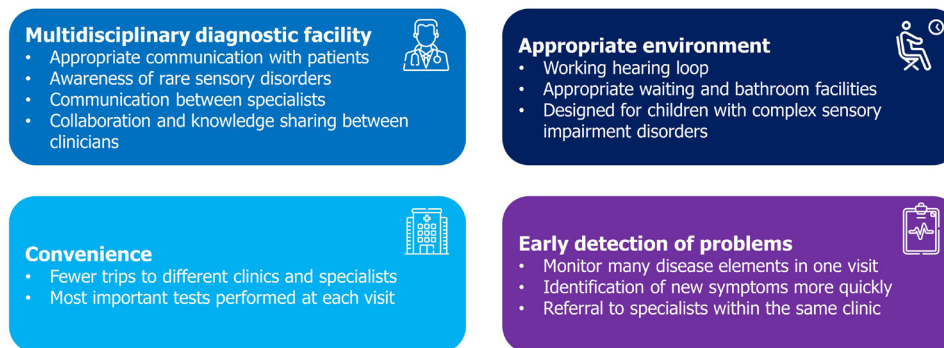 Multidisciplinary diagnostic facility
• Appropriate communication with patients
• Awareness of rare sensory disorders
• Communication between specialists
• Collaboration and knowledge sharing between
clinicians
Appropriate environment
• Working hearing loop
• Appropriate waiting and bathroom facilities
• Designed for children with complex sensory
impairment disorders
Convenience
• Fewer trips to different clinics and specialists
• Most important tests performed at each visit
Early detection of problems
• Monitor many disease elements in one visit
• Identification of new symptoms more quickly
• Referral to specialists within the same clinic